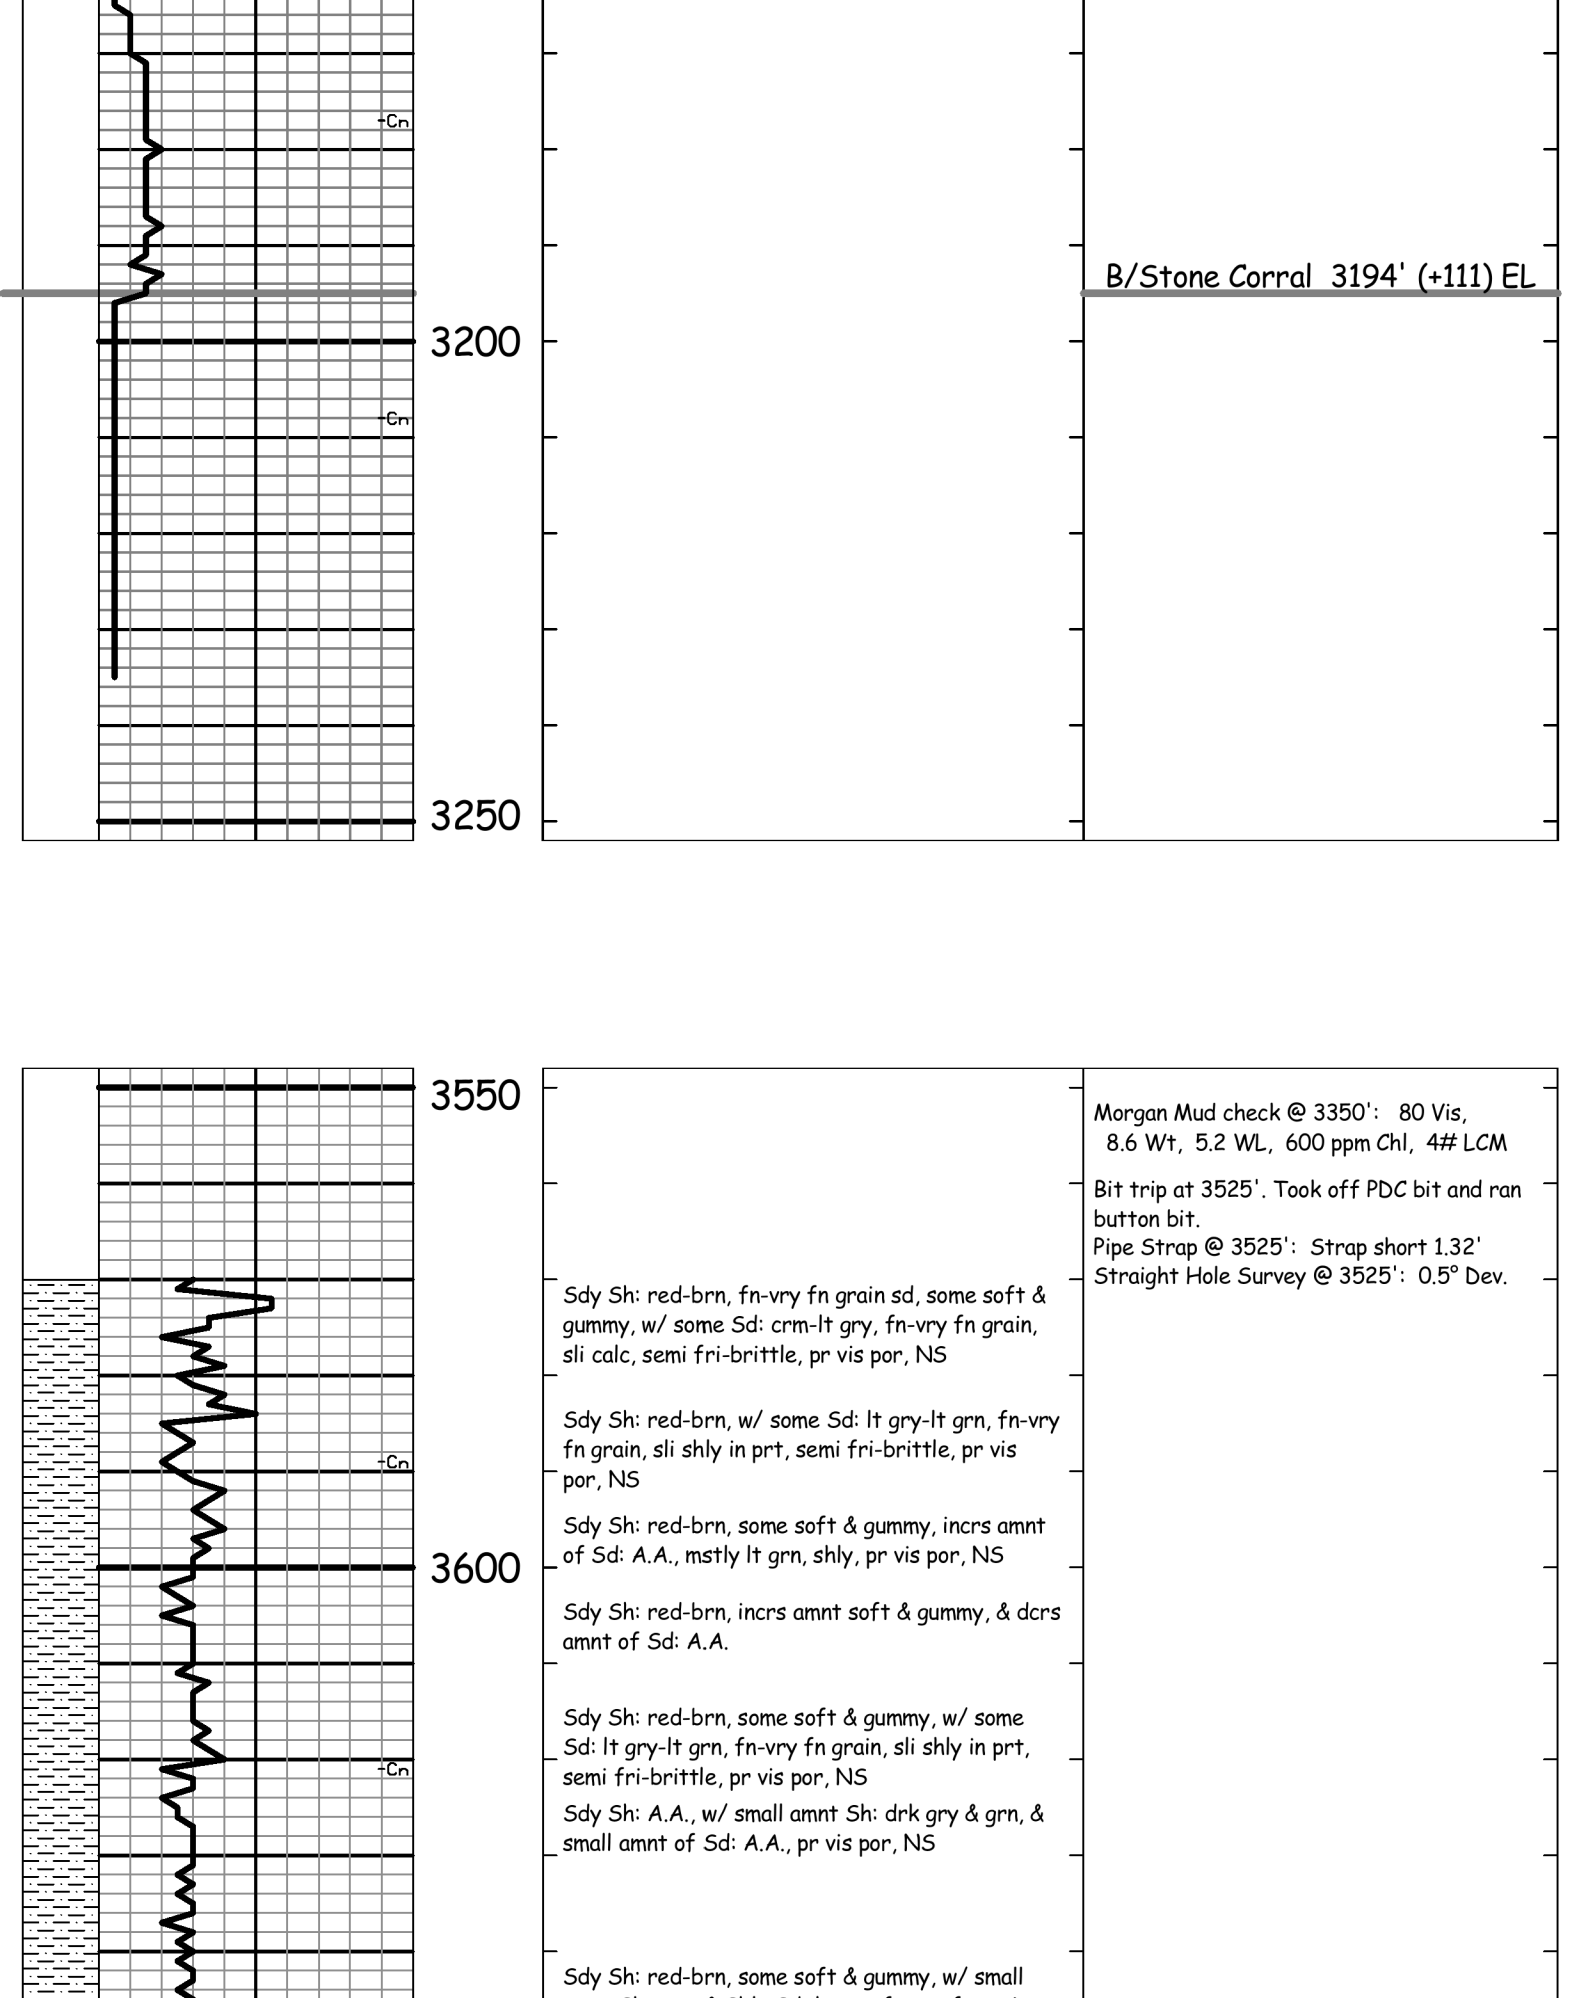 -Cn
B/Stone Corral 3194' (+111) EL
3200
-Cn
3250
3550
Morgan Mud check @ 3350': 80 Vis,
8.6 Wt, 5.2 WL, 600 ppm Chl, 4# LCM
Bit trip at 3525'. Took off PDC bit and ran
button bit.
Pipe Strap @ 3525': Strap short 1.32'
Straight Hole Survey @ 3525': 0.5° Dev.
Sdy Sh: red-brn, fn-vry fn grain sd, some soft &
gummy, w/ some Sd: crm-lt gry, fn-vry fn grain,
sli calc, semi fri-brittle, pr vis por, NS
Sdy Sh: red-brn, w/ some Sd: lt gry-lt grn, fn-vry
fn grain, sli shly in prt, semi fri-brittle, pr vis
por, NS
-Cn
Sdy Sh: red-brn, some soft & gummy, incrs amnt
of Sd: A.A., mstly lt grn, shly, pr vis por, NS
3600
Sdy Sh: red-brn, incrs amnt soft & gummy, & dcrs
amnt of Sd: A.A.
Sdy Sh: red-brn, some soft & gummy, w/ some
Sd: lt gry-lt grn, fn-vry fn grain, sli shly in prt,
semi fri-brittle, pr vis por, NS
-Cn
Sdy Sh: A.A., w/ small amnt Sh: drk gry & grn, &
small amnt of Sd: A.A., pr vis por, NS
Sdy Sh: red-brn, some soft & gummy, w/ small